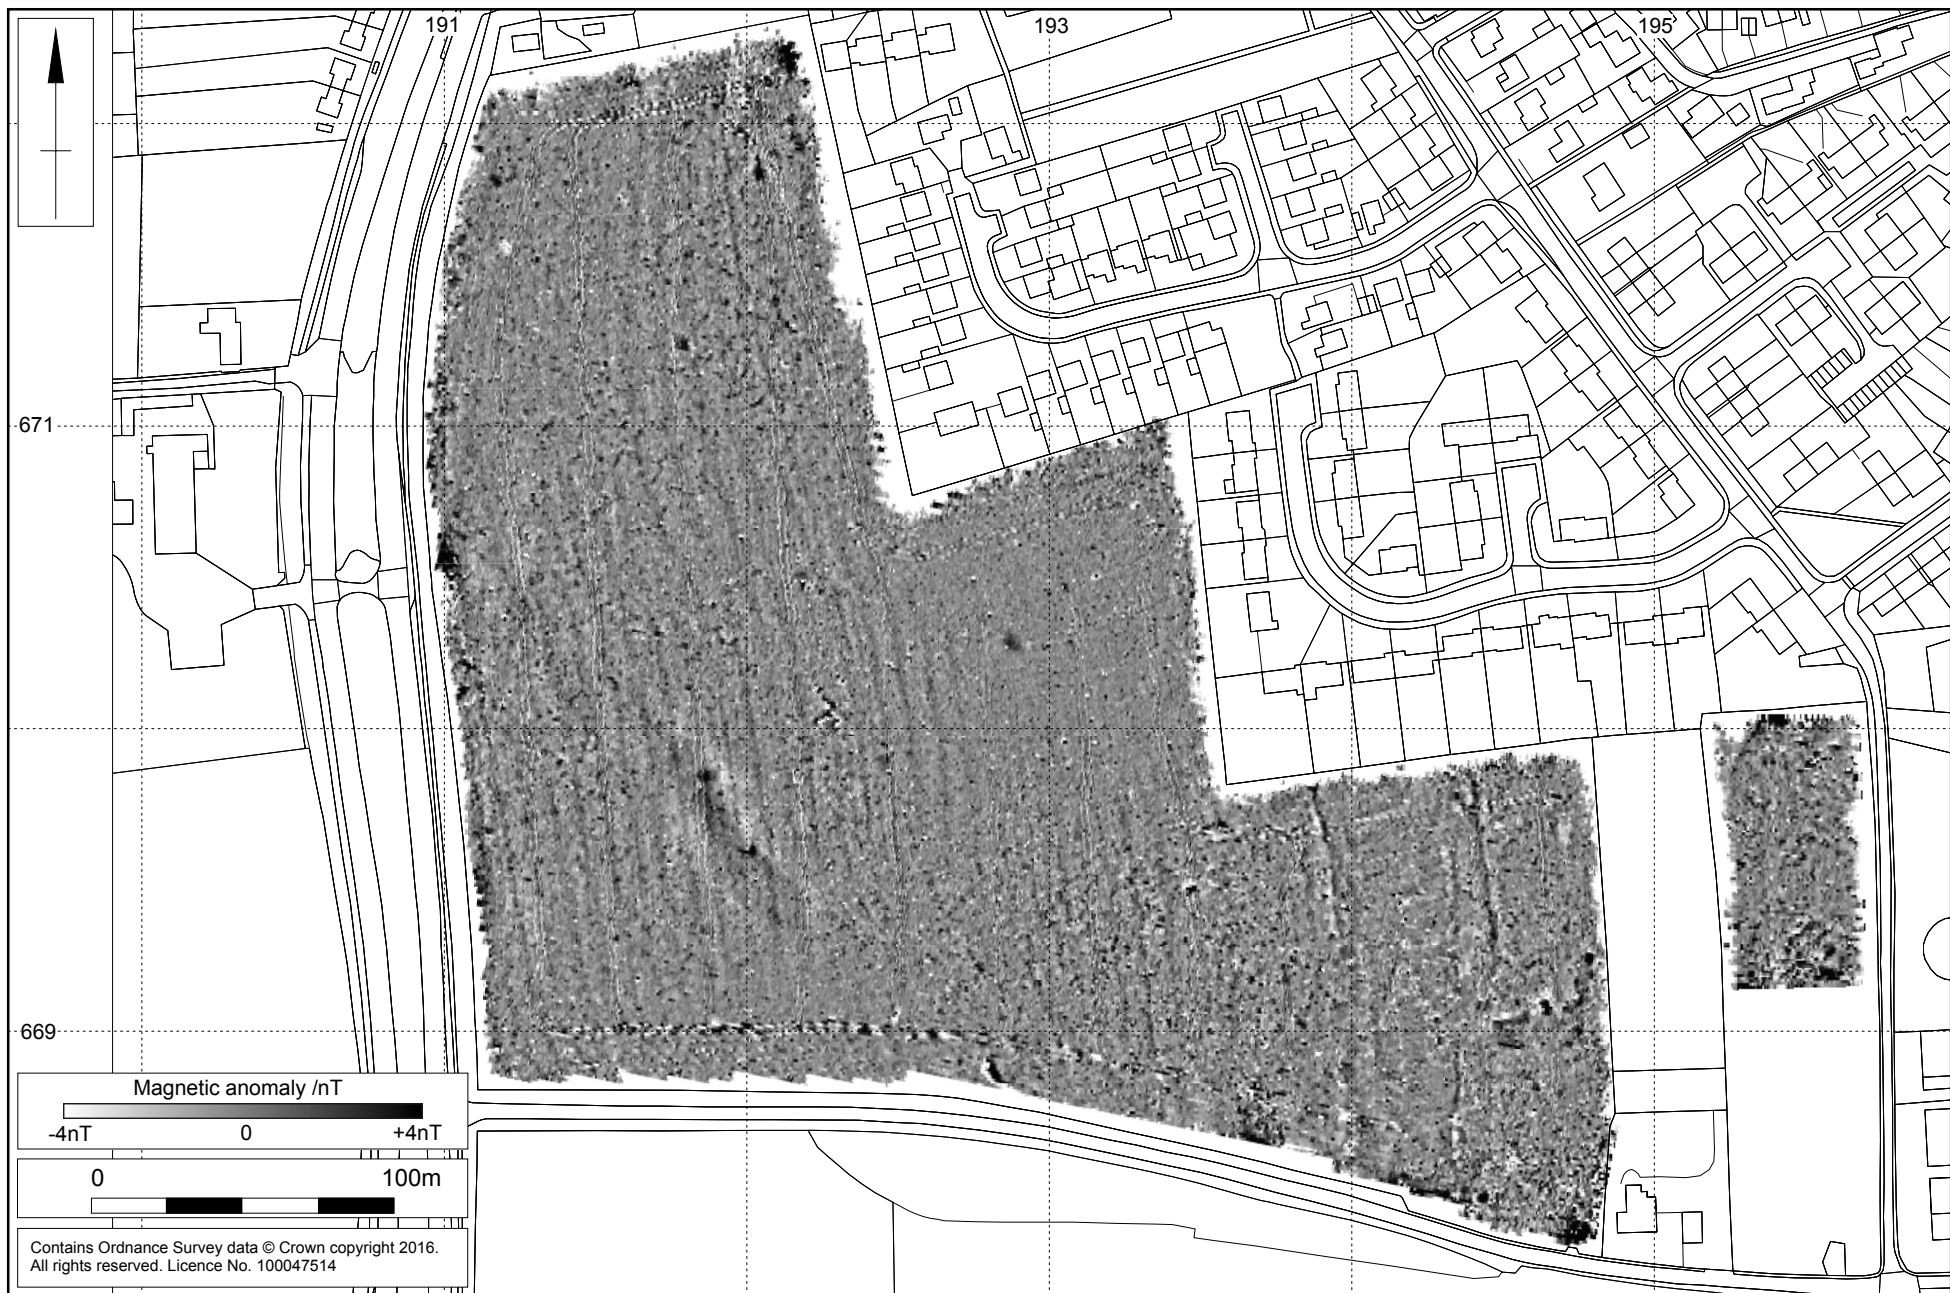 191
193
195
671
669
Magnetic anomaly /nT
-4nT 0 +4nT
0 100m
Contains Ordnance Survey data © Crown copyright 2016.
All rights reserved. Licence No. 100047514